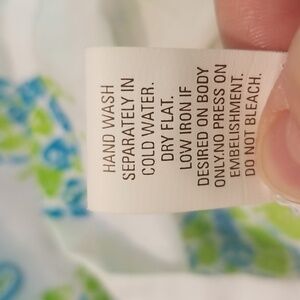 HAND WASH
SEPARATELY IN
COLD WATER.
DRY FLAT.
LOW IRON IF
DESIRED ON BODY
ONLY.NO PRESS ON
EMBELLISHMENT.
DO NOT BLEACH.